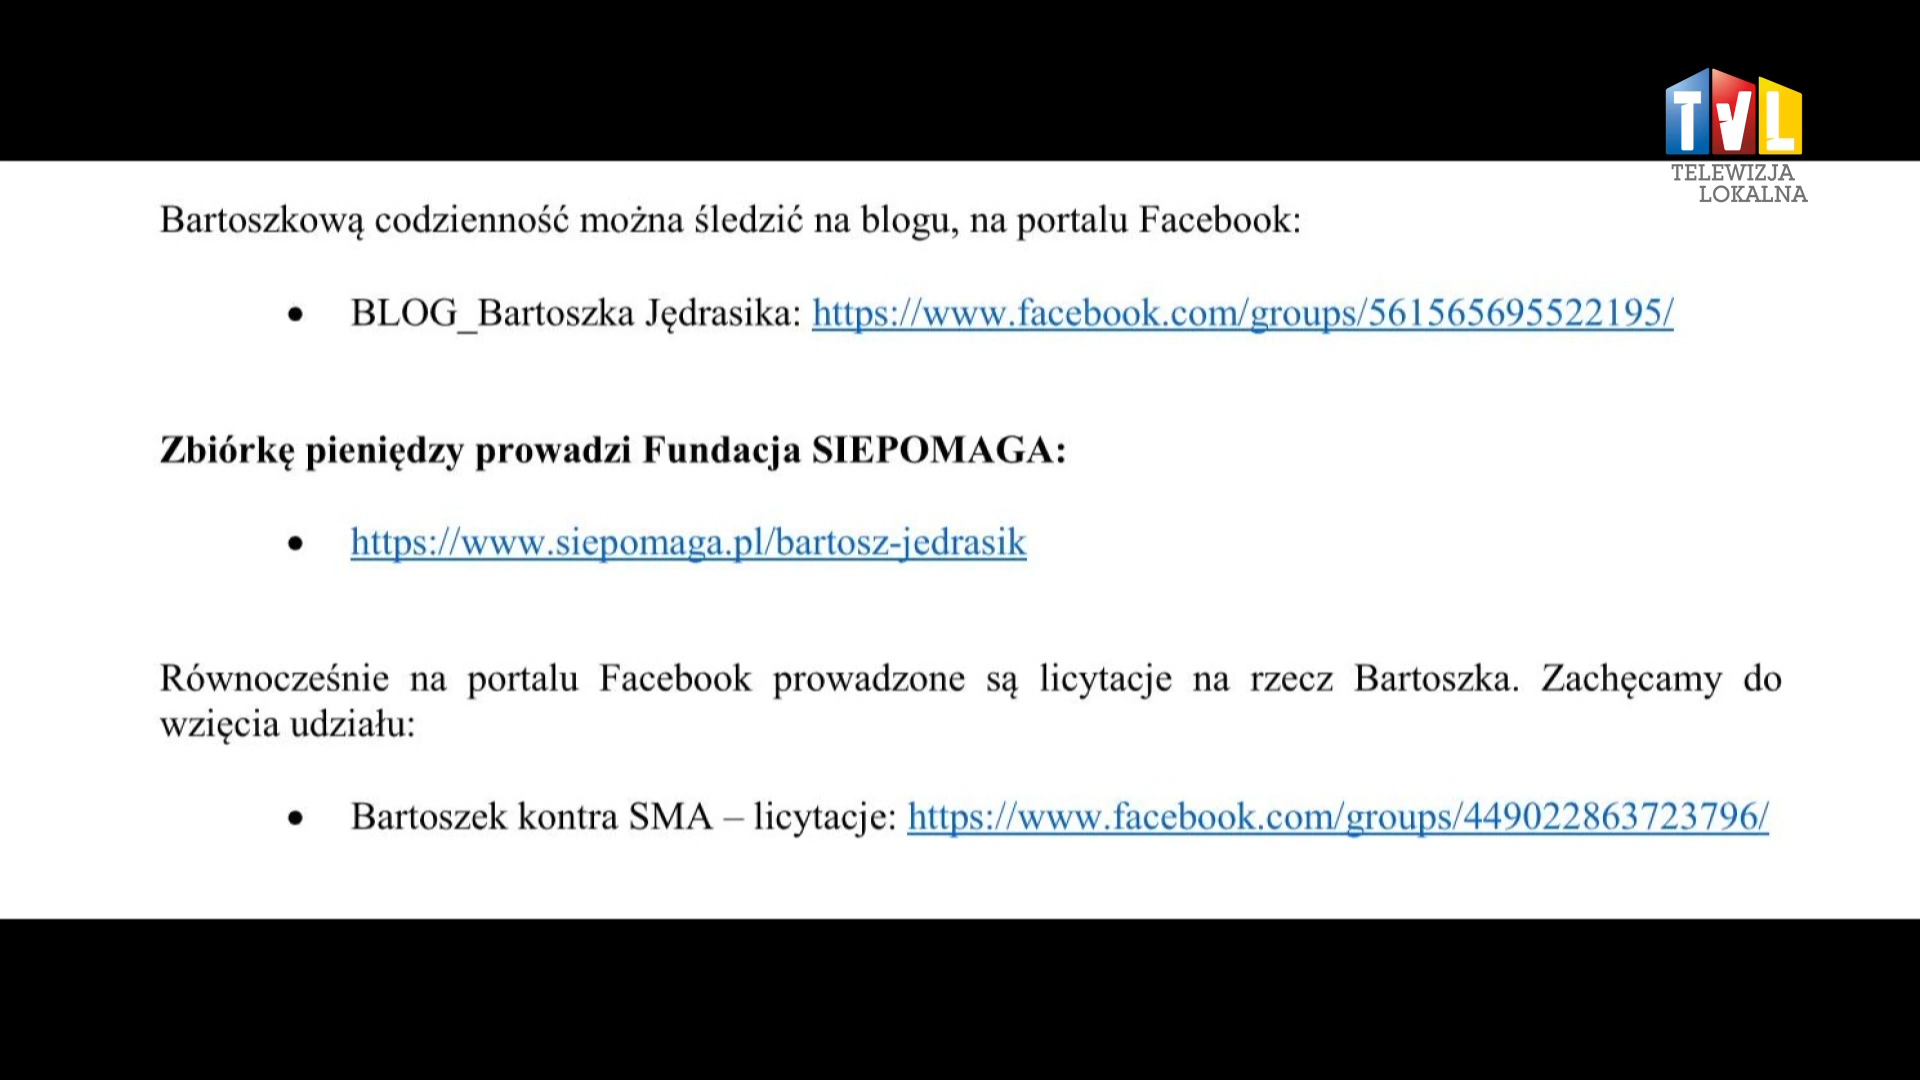 TVL
TELEWIZJA
LOKALNA
Bartoszkową codzienność można śledzić na blogu, na portalu Facebook:
• BLOG_Bartoszka Jędrasika: https://www.facebook.com/groups/561565695522195/
Zbiórkę pieniędzy prowadzi Fundacja SIEPOMAGA:
• https://www.siepomaga.pl/bartosz-jedrasik
Równocześnie na portalu Facebook prowadzone są licytacje na rzecz Bartoszka. Zachęcamy do
wzięcia udziału:
• Bartoszek kontra SMA – licytacje: https://www.facebook.com/groups/449022863723796/